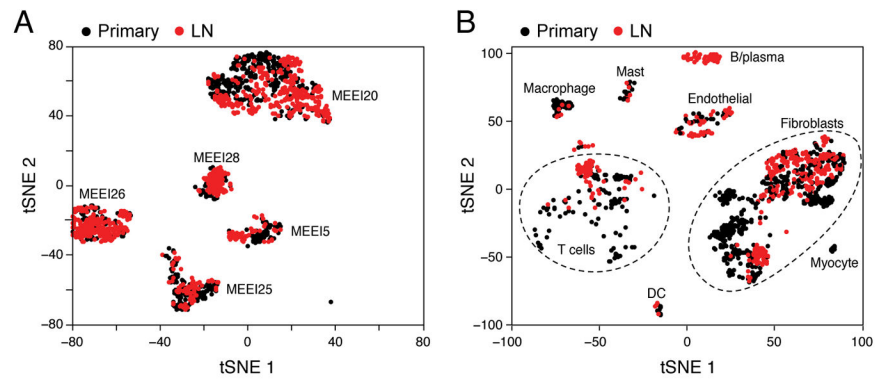 A
Primary LN
80
40
0
−40
−80
tSNE 2
MEEI20
MEEI28
MEEI26
MEEI5
MEEI25
−80 −40 0 20 40 80
tSNE 1
B
Primary LN
100
50
0
−50
−100
tSNE 2
B/plasma
Mast
Macrophage
Endothelial
Fibroblasts
T cells
Myocyte
DC
−100 −50 0 50 100
tSNE 1